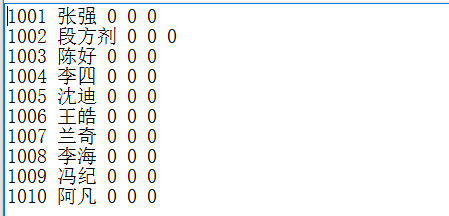 1001 张强 0 0 0
1002 段方剂 0 0 0
1003 陈好 0 0 0
1004 李四 0 0 0
1005 沈迪 0 0 0
1006 王皓 0 0 0
1007 兰奇 0 0 0
1008 李海 0 0 0
1009 冯纪 0 0 0
1010 阿凡 0 0 0